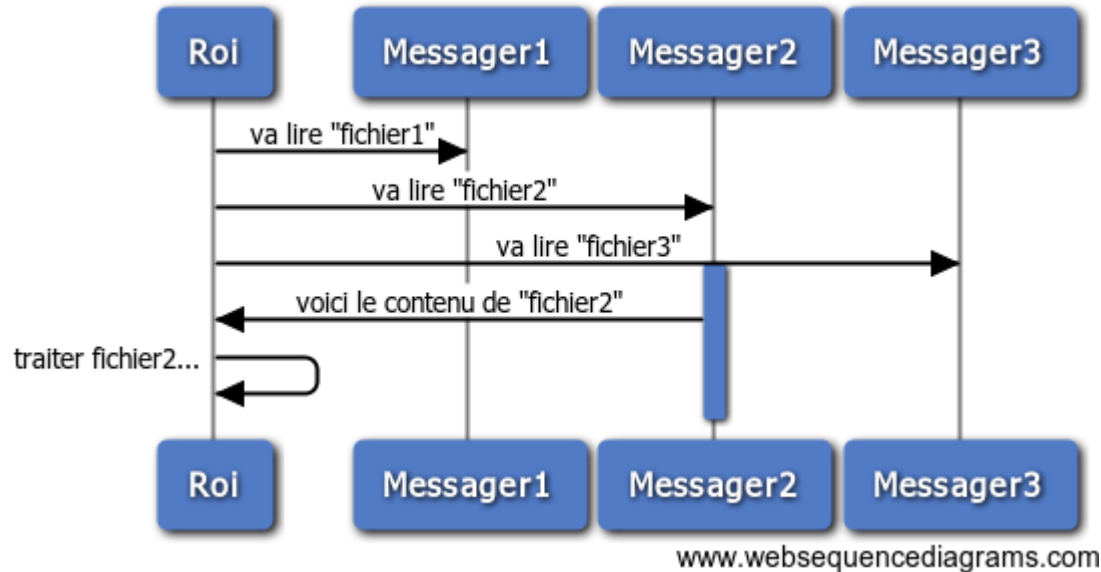 Roi
Messager1
Messager2
Messager3
va lire "fichier1"
va lire "fichier2"
va lire "fichier3"
voici le contenu de "fichier2"
traiter fichier2...
Roi
Messager1
Messager2
Messager3
www.websequencediagrams.com